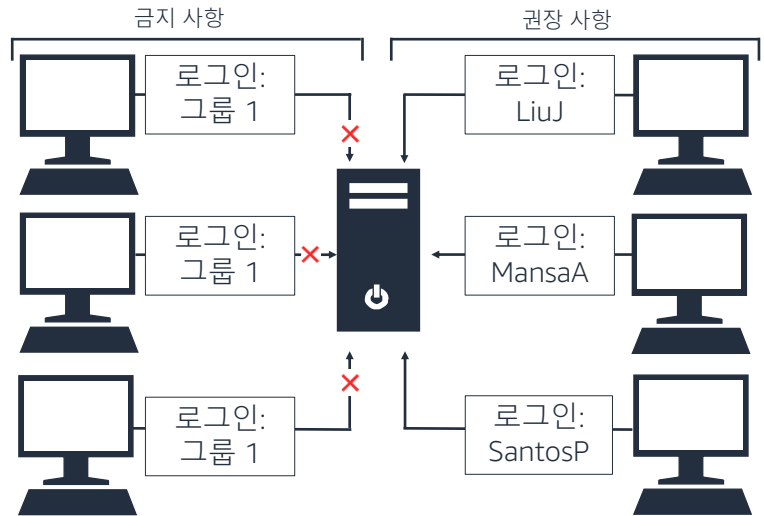 금지 사항
권장 사항
로그인:
그룹 1
로그인:
LiuJ
로그인:
그룹 1
로그인:
MansaA
로그인:
그룹 1
로그인:
SantosP